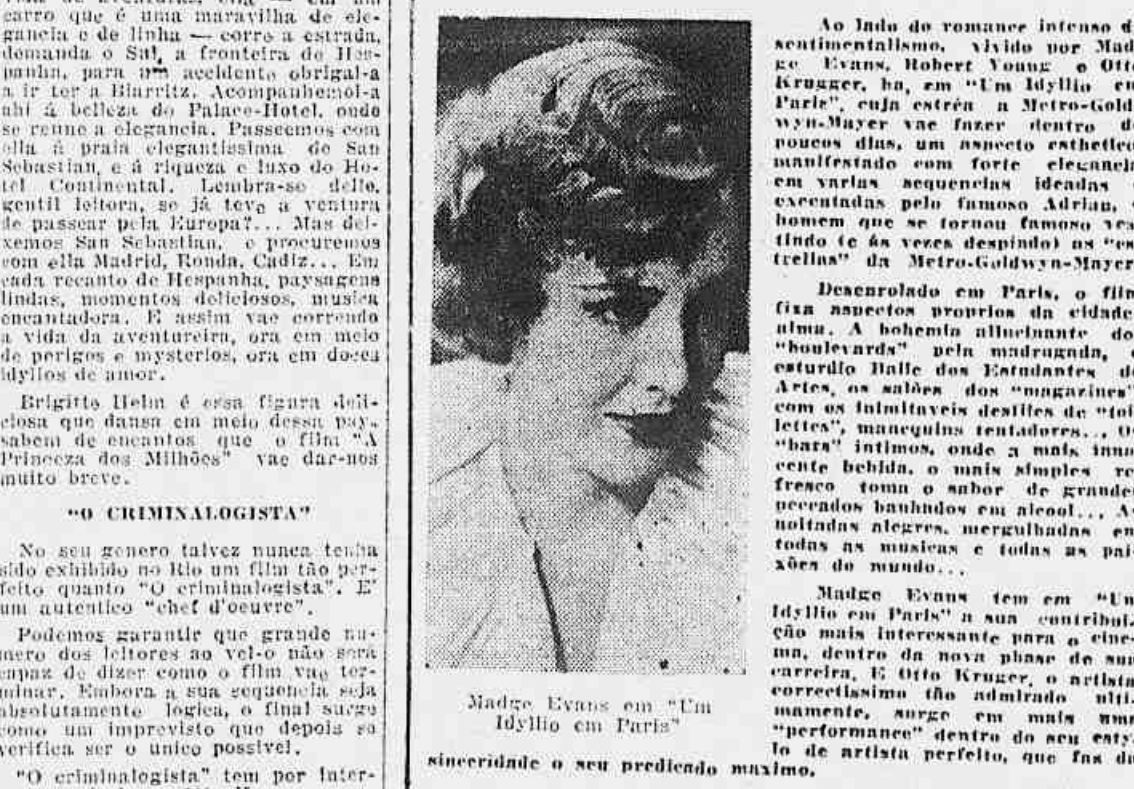 carro que é uma maravilha de ele-
gancia e de linha — corre a estrada,
demanda o Sul, a fronteira de Hes-
panha, para um accidente obrigal-a
a ir ter a Biarritz. Acompanhemol-a
ahi á belleza do Palace-Hotel, onde
se reune a elegancia. Passeemos com
ella á praia elegantissima de San
Sebastian, e á riqueza e luxo do Ho-
tel Continental. Lembra-se delle,
gentil leitora, se já teve a ventura
de passear pela Europa?... Mas dei-
xemos San Sebastian, e procuremos
com ella Madrid, Ronda, Cadiz... Em
cada recanto de Hespanha, paysagens
lindas, momentos deliciosos, musica
encantadora. E assim vae correndo
a vida da aventureira, ora em meio
de perigos e mysterios, ora em doces
idyllos de amor.
Brigitte Helm é essa figura deli-
ciosa que dansa em meio dessa pay-
sabem de encantos que o film "A
Princeza dos Milhões" vae dar-nos
muito breve.
"O CRIMINALOGISTA"
No seu genero talvez nunca tenha
sido exhibido no Rio um film tão per-
feito quanto "O criminalogista". E'
um autentico "chef d'oeuvre".
Podemos garantir que grande nu-
mero dos leitores ao vel-o não será
capaz de dizer como o film vae ter-
minar. Embora a sua sequencia seja
absolutamente logica, o final surge
como um imprevisto que depois se
verifica ser o unico possivel.
"O criminalogista" tem por inter-
Madge Evans em "Um
Idyllio em Paris"
Ao lado do romance intenso d
sentimentalismo, vivido por Mad
ge Evans, Robert Young e Otto
Krugger, ha, em "Um Idyllio em
Paris", cuja estréa a Metro-Gold
wyn-Mayer vae fazer dentro de
poucos dias, um aspecto esthetico
manifestado com forte elegancia
em varias sequencias ideadas
executadas pelo famoso Adrian,
homem que se tornou famoso ves
tindo (e ás vezes despindo) as "es
trellas" da Metro-Goldwyn-Mayer
Desenrolado em Paris, o film
fixa aspectos proprios da cidade
alma. A bohemia allucinante do
"boulevards" pela madrugada,
esturdio Balle dos Estudantes de
Artes, os salões dos "magazines"
com os inimitaveis desfiles de "toi
lettes", manequins tentadores... O
"bars" intimos, onde a mais inno
cente bebida, o mais simples re
fresco toma o sabor de grandes
peccados banhados em alcool... As
noitadas alegres, mergulhadas em
todas as musicas e todas as pai-
xões do mundo...
Madge Evans tem em "Um
Idyllio em Paris" a sua contribui-
ção mais interessante para o cine-
ma, dentro da nova phase de sua
carreira. E Otto Kruger, o artista
correctissimo tão admirado ulti-
mamente, surge em mais uma
"performance" dentro do seu esty-
lo de artista perfeito, que faz da
sinceridade o seu predicado maximo.